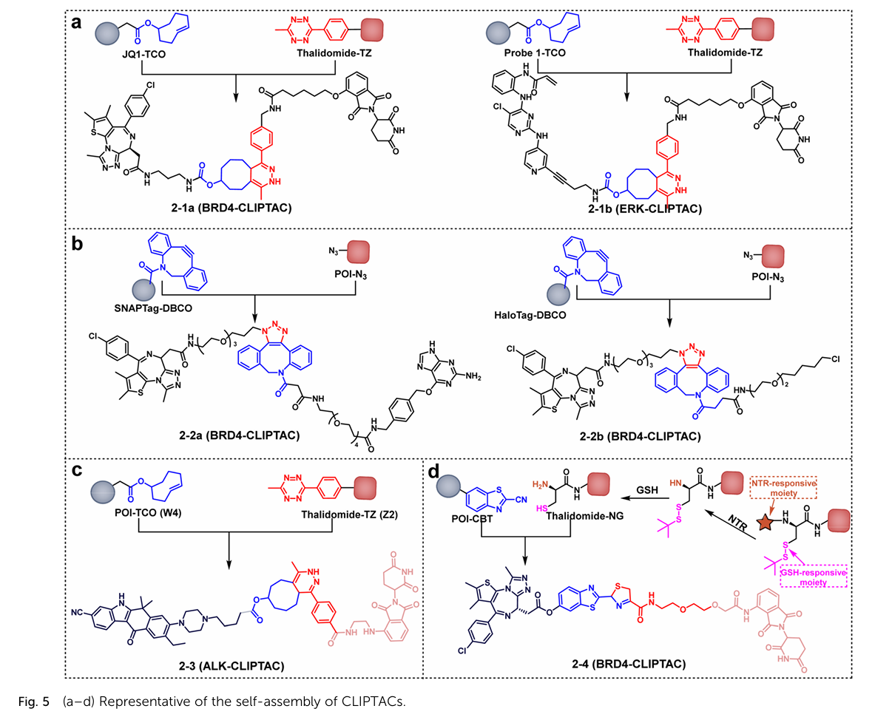 a
JQ1-TCO
Thalidomide-TZ
Probe 1-TCO
Thalidomide-TZ
2-1a (BRD4-CLIPTAC)
2-1b (ERK-CLIPTAC)
b
N3
POI-N3
SNAPTag-DBCO
N3
POI-N3
HaloTag-DBCO
2-2a (BRD4-CLIPTAC)
2-2b (BRD4-CLIPTAC)
c
POI-TCO (W4)
Thalidomide-TZ (Z2)
2-3 (ALK-CLIPTAC)
d
POI-CBT
Thalidomide-NG
GSH
NTR
NTR-responsive
moiety
GSH-responsive
moiety
2-4 (BRD4-CLIPTAC)
Fig. 5 (a–d) Representative of the self-assembly of CLIPTACs.